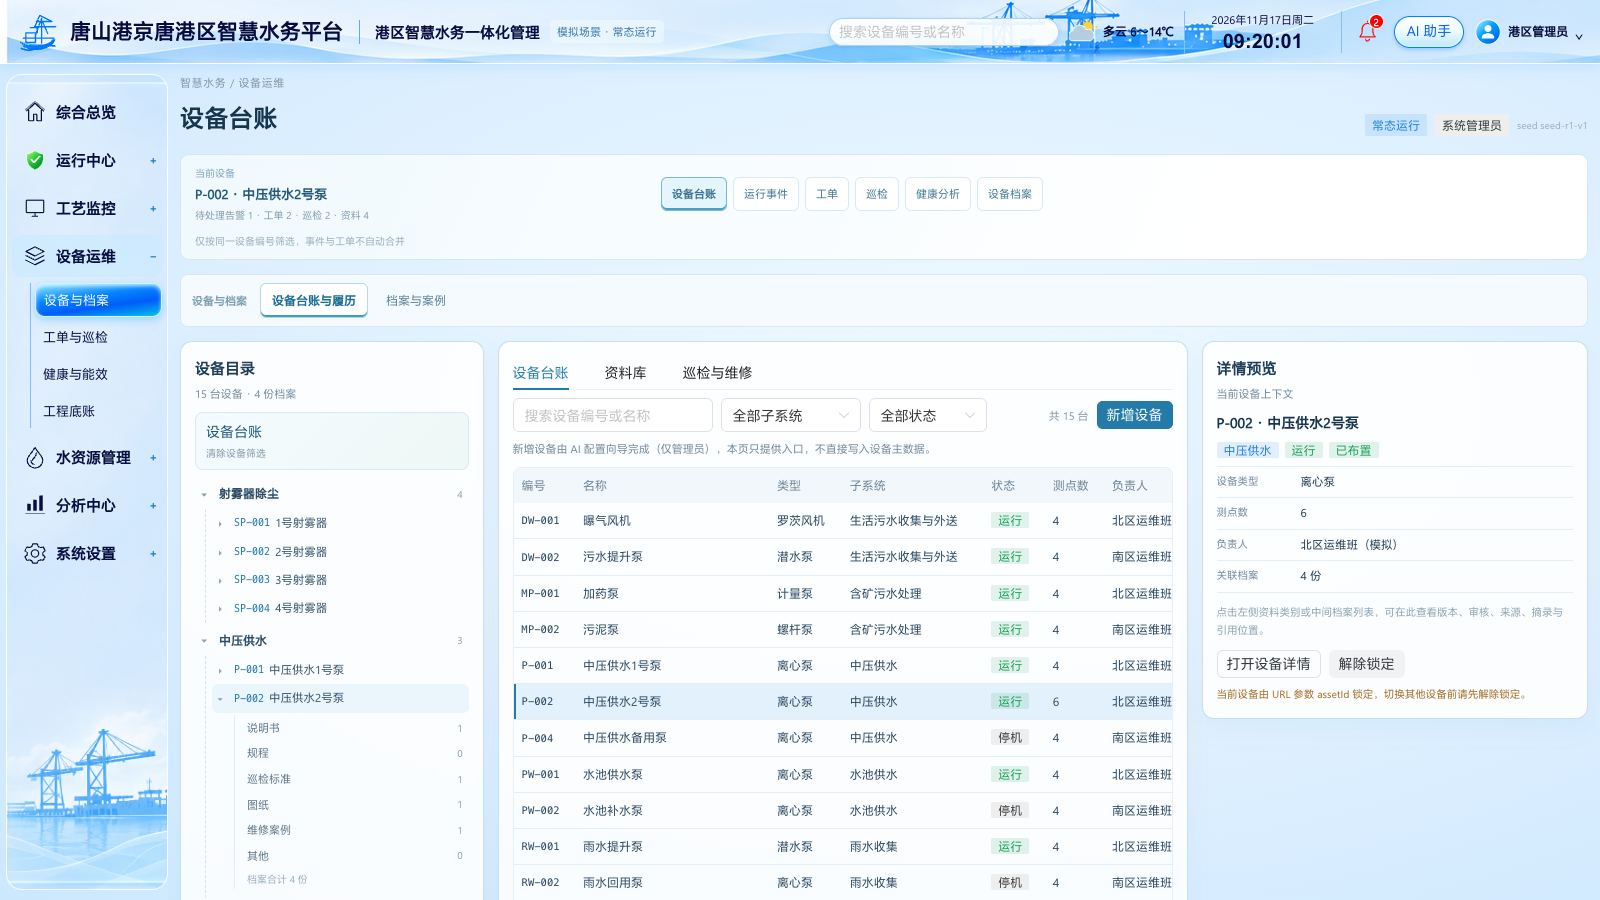 唐山港京唐港区智慧水务平台
港区智慧水务一体化管理
模拟场景 · 常态运行
搜索设备编号或名称
多云 6~14℃
2026年11月17日周二
09:20:01
2
AI 助手
港区管理员
综合总览
运行中心 +
工艺监控 +
设备运维 −
设备与档案
工单与巡检
健康与能效
工程底账
水资源管理 +
分析中心 +
系统设置 +
智慧水务 / 设备运维
设备台账
常态运行
系统管理员
seed seed-r1-v1
当前设备
P-002 · 中压供水2号泵
待处理告警 1 · 工单 2 · 巡检 2 · 资料 4
仅按同一设备编号筛选，事件与工单不自动合并
设备台账
运行事件
工单
巡检
健康分析
设备档案
设备与档案
设备台账与履历
档案与案例
设备目录
15 台设备 · 4 份档案
设备台账
清除设备筛选
射雾器除尘 4
SP-001 1号射雾器
SP-002 2号射雾器
SP-003 3号射雾器
SP-004 4号射雾器
中压供水 3
P-001 中压供水1号泵
P-002 中压供水2号泵
说明书 1
规程 0
巡检标准 1
图纸 1
维修案例 1
其他 0
档案合计 4 份
设备台账
资料库
巡检与维修
搜索设备编号或名称
全部子系统
全部状态
共 15 台
新增设备
新增设备由 AI 配置向导完成（仅管理员），本页只提供入口，不直接写入设备主数据。
编号 名称 类型 子系统 状态 测点数 负责人
DW-001 曝气风机 罗茨风机 生活污水收集与外送 运行 4 北区运维班
DW-002 污水提升泵 潜水泵 生活污水收集与外送 运行 4 南区运维班
MP-001 加药泵 计量泵 含矿污水处理 运行 4 北区运维班
MP-002 污泥泵 螺杆泵 含矿污水处理 运行 4 南区运维班
P-001 中压供水1号泵 离心泵 中压供水 运行 4 北区运维班
P-002 中压供水2号泵 离心泵 中压供水 运行 6 北区运维班
P-004 中压供水备用泵 离心泵 中压供水 停机 4 南区运维班
PW-001 水池供水泵 离心泵 水池供水 运行 4 北区运维班
PW-002 水池补水泵 离心泵 水池供水 停机 4 南区运维班
RW-001 雨水提升泵 潜水泵 雨水收集 运行 4 北区运维班
RW-002 雨水回用泵 离心泵 雨水收集 停机 4 南区运维班
详情预览
当前设备上下文
P-002 · 中压供水2号泵
中压供水 运行 已布置
设备类型 离心泵
测点数 6
负责人 北区运维班（模拟）
关联档案 4 份
点击左侧资料类别或中间档案列表，可在此查看版本、审核、来源、摘录与
引用位置。
打开设备详情
解除锁定
当前设备由 URL 参数 assetId 锁定，切换其他设备前请先解除锁定。